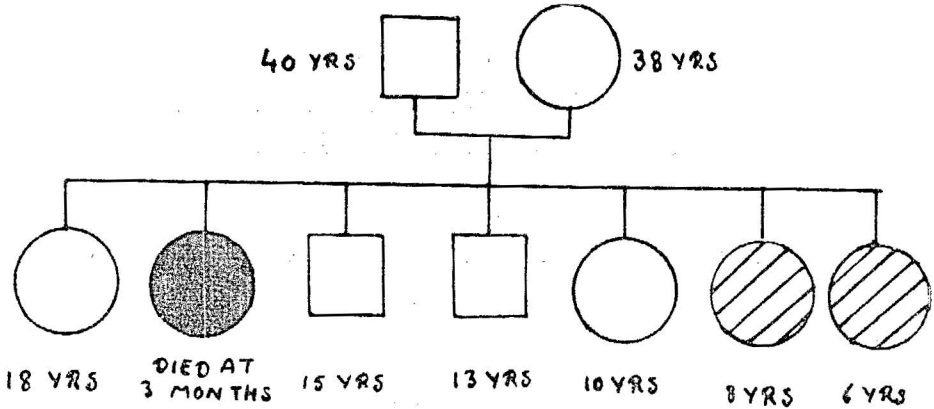 40 YRS
38 YRS
18 YRS
DIED AT
3 MONTHS
15 YRS
13 YRS
10 YRS
8 YRS
6 YRS